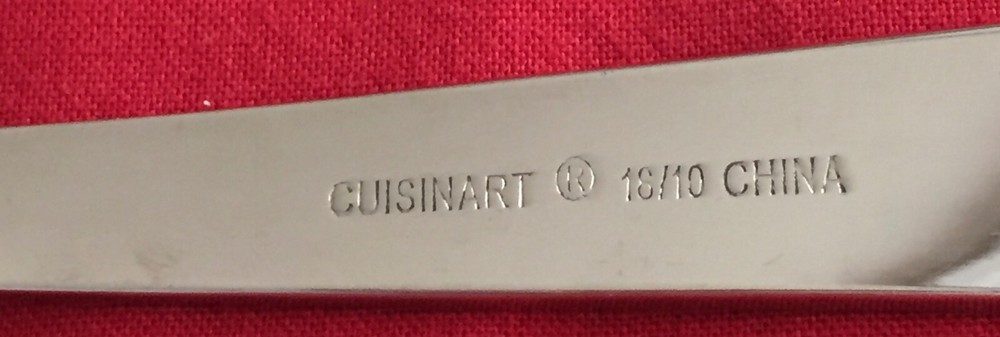 CUISINART ® 18/10 CHINA